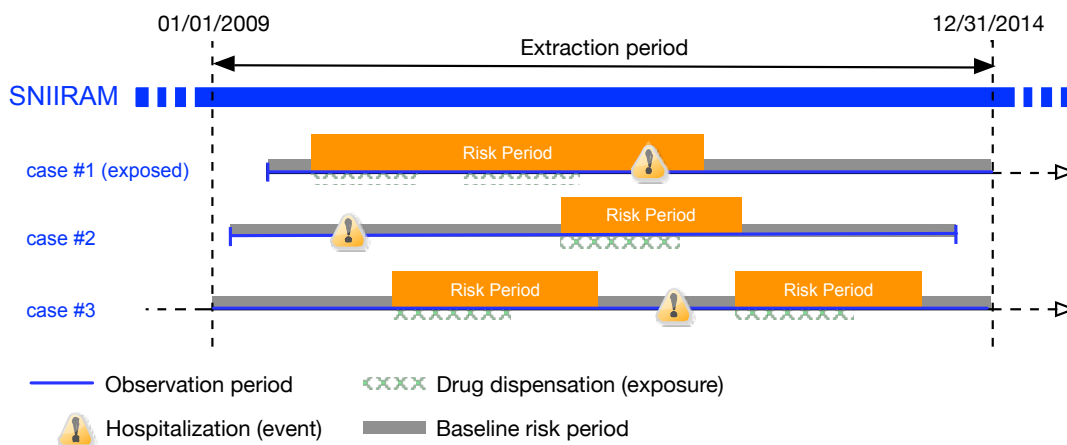 01/01/2009 12/31/2014
Extraction period
SNIIRAM
Risk Period
case #1 (exposed)
Risk Period
case #2
Risk Period Risk Period
case #3
Observation period Drug dispensation (exposure)
Hospitalization (event) Baseline risk period